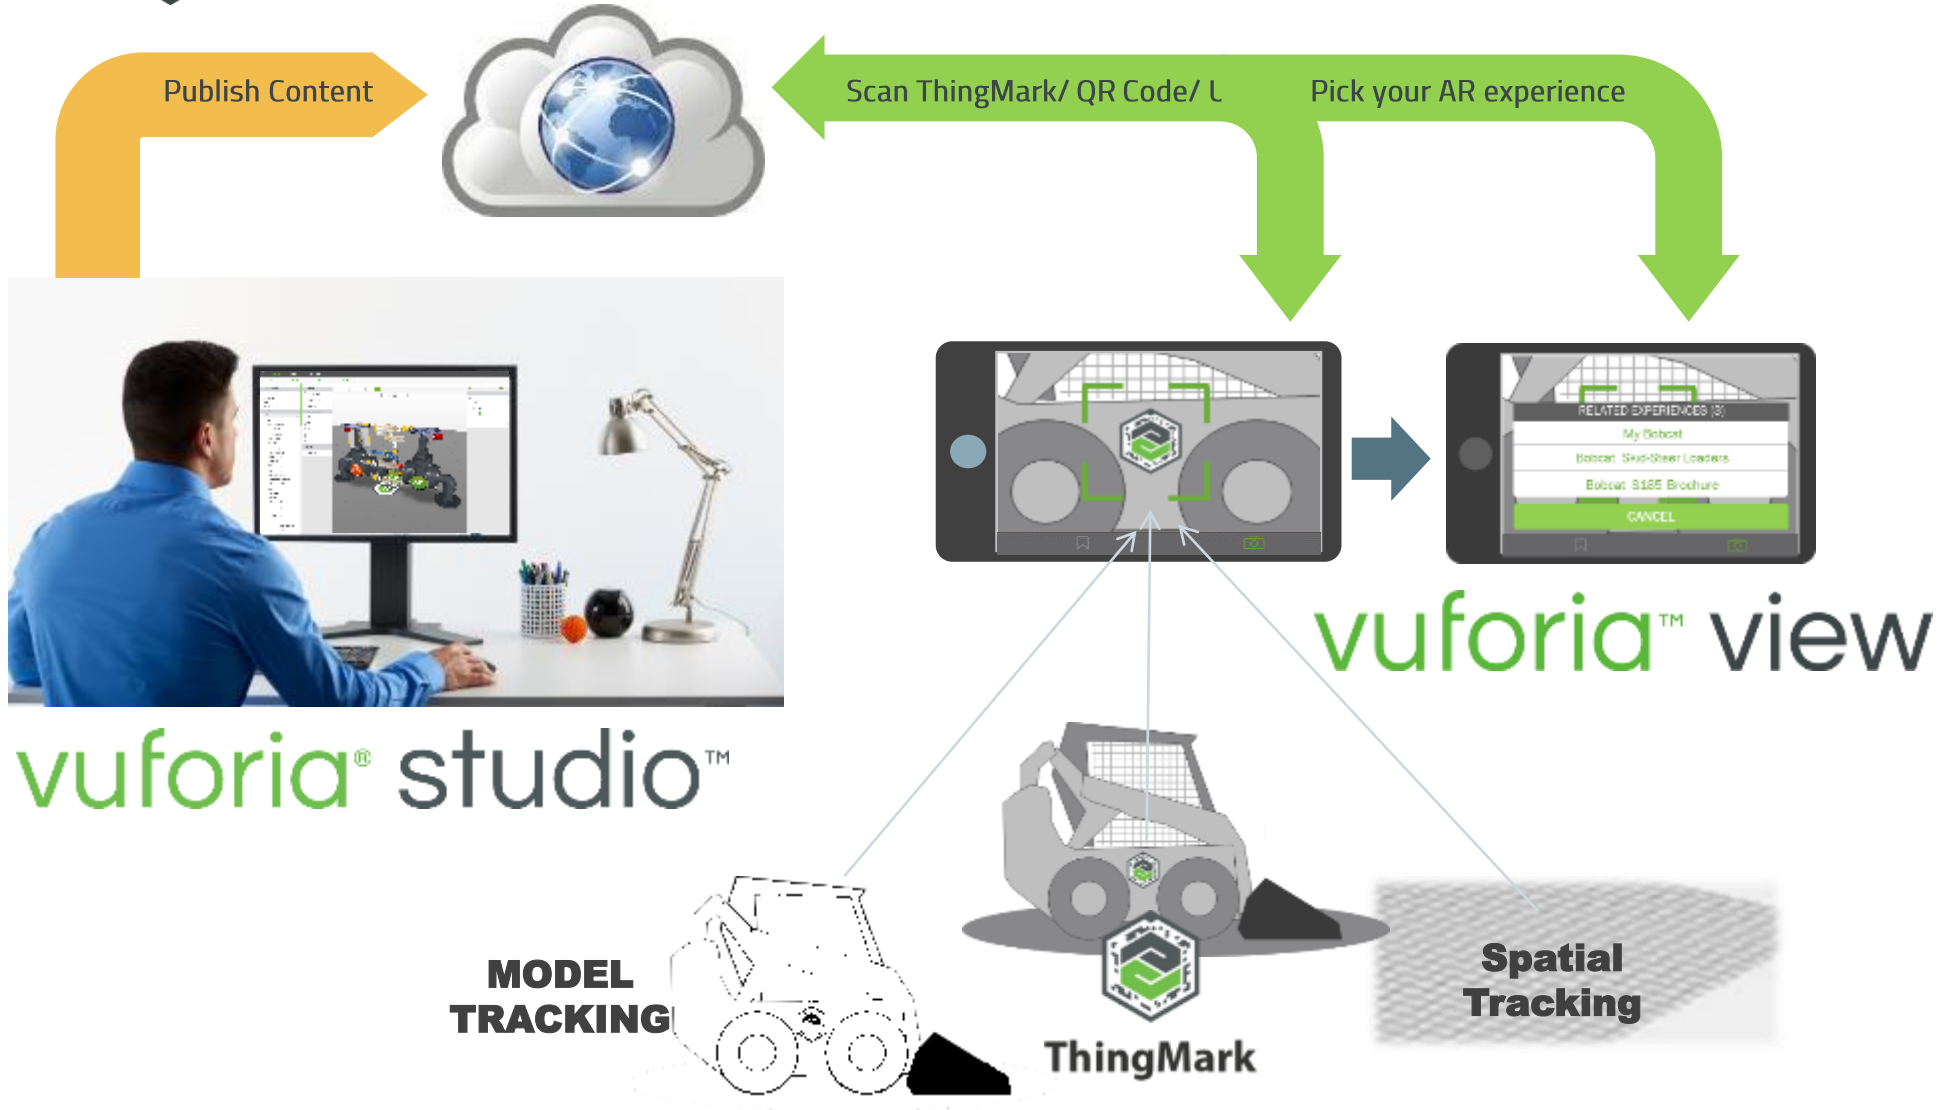 Publish Content
Scan ThingMark/ QR Code/ U
Pick your AR experience
RELATED EXPERIENCES (3)
My Bobcat
Bobcat Skid-Steer Loaders
Bobcat S185 Brochure
CANCEL
vuforia™ view
vuforia® studio™
MODEL
TRACKING
ThingMark
Spatial
Tracking